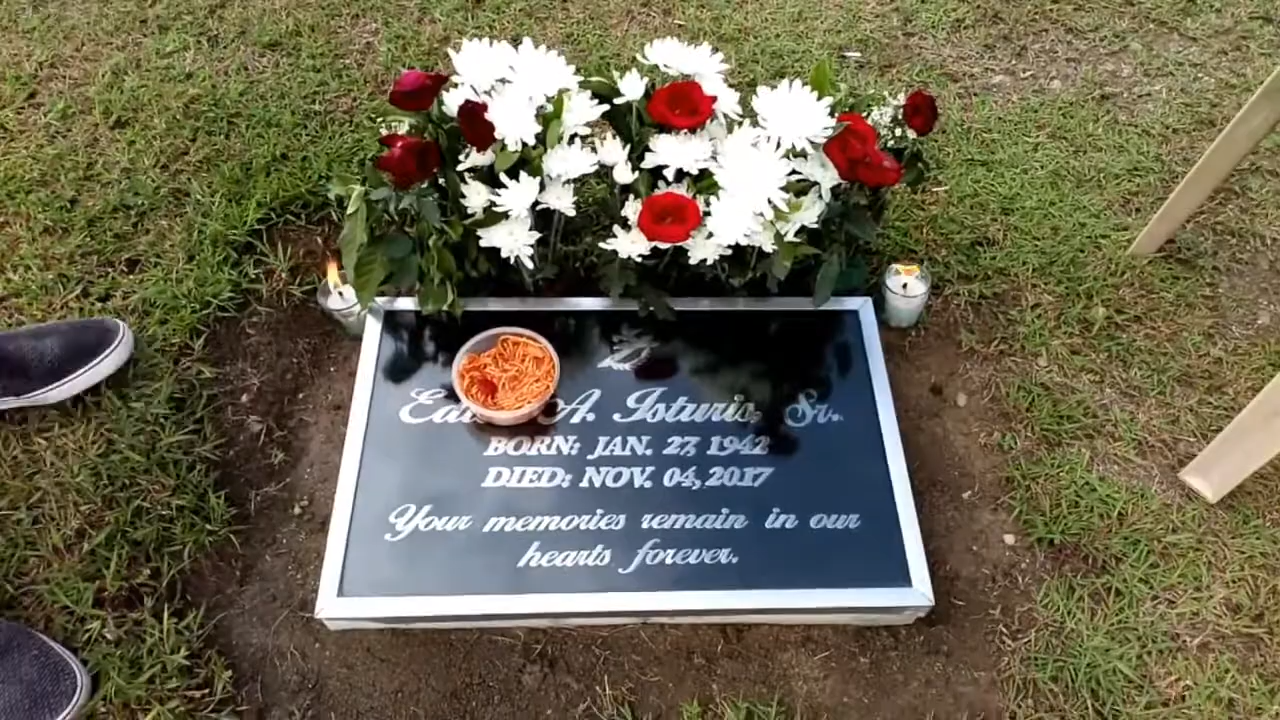 A. Isturis, Sr.
BORN: JAN. 27, 1942
DIED: NOV. 04, 2017
Your memories remain in our
hearts forever.